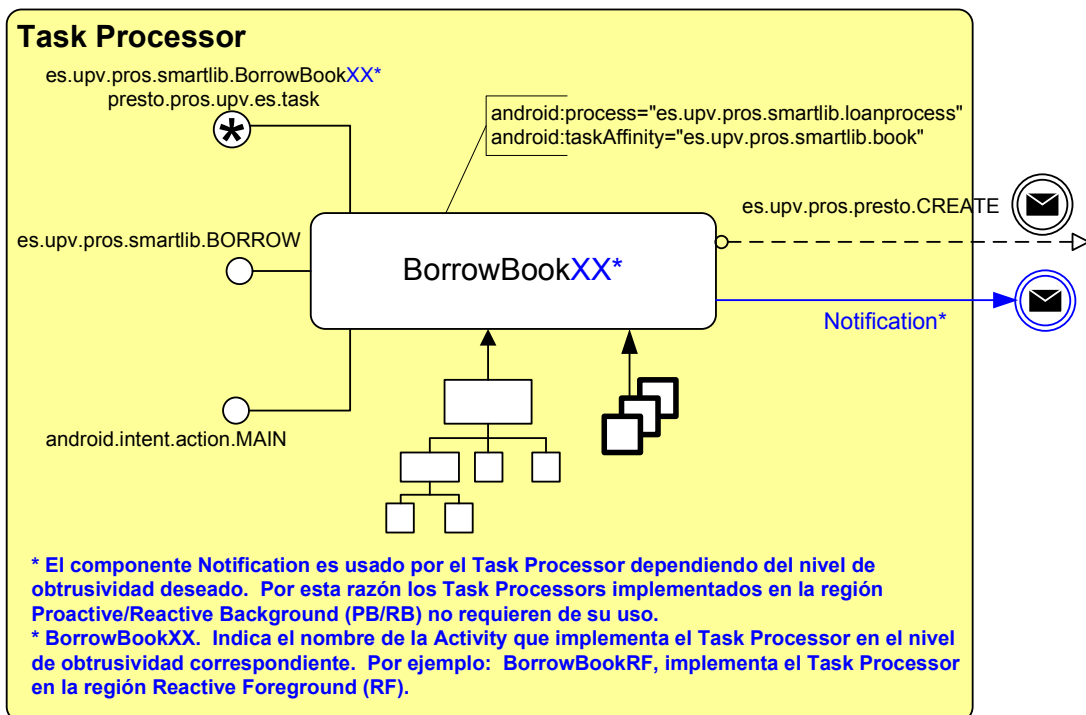 Task Processor
es.upv.pros.smartlib.BorrowBookXX*
presto.pros.upv.es.task
android:process="es.upv.pros.smartlib.loanprocess"
android:taskAffinity="es.upv.pros.smartlib.book"
es.upv.pros.presto.CREATE
es.upv.pros.smartlib.BORROW
BorrowBookXX*
Notification*
android.intent.action.MAIN
* El componente Notification es usado por el Task Processor dependiendo del nivel de
obtrusividad deseado. Por esta razón los Task Processors implementados en la región
Proactive/Reactive Background (PB/RB) no requieren de su uso.
* BorrowBookXX. Indica el nombre de la Activity que implementa el Task Processor en el nivel
de obtrusividad correspondiente. Por ejemplo: BorrowBookRF, implementa el Task Processor
en la región Reactive Foreground (RF).